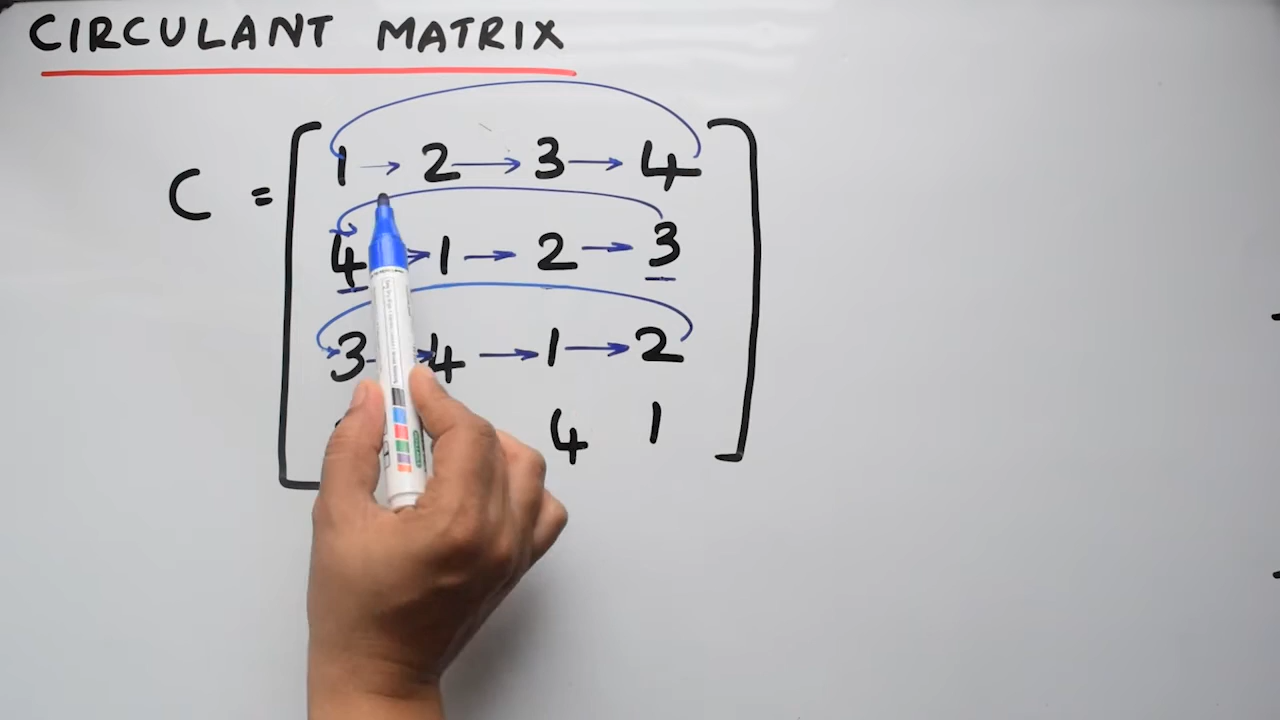 CIRCULANT MATRIX
C = [ 1 → 2 → 3 → 4 ]
4 → 1 → 2 → 3
3 → 4 → 1 → 2
4 1